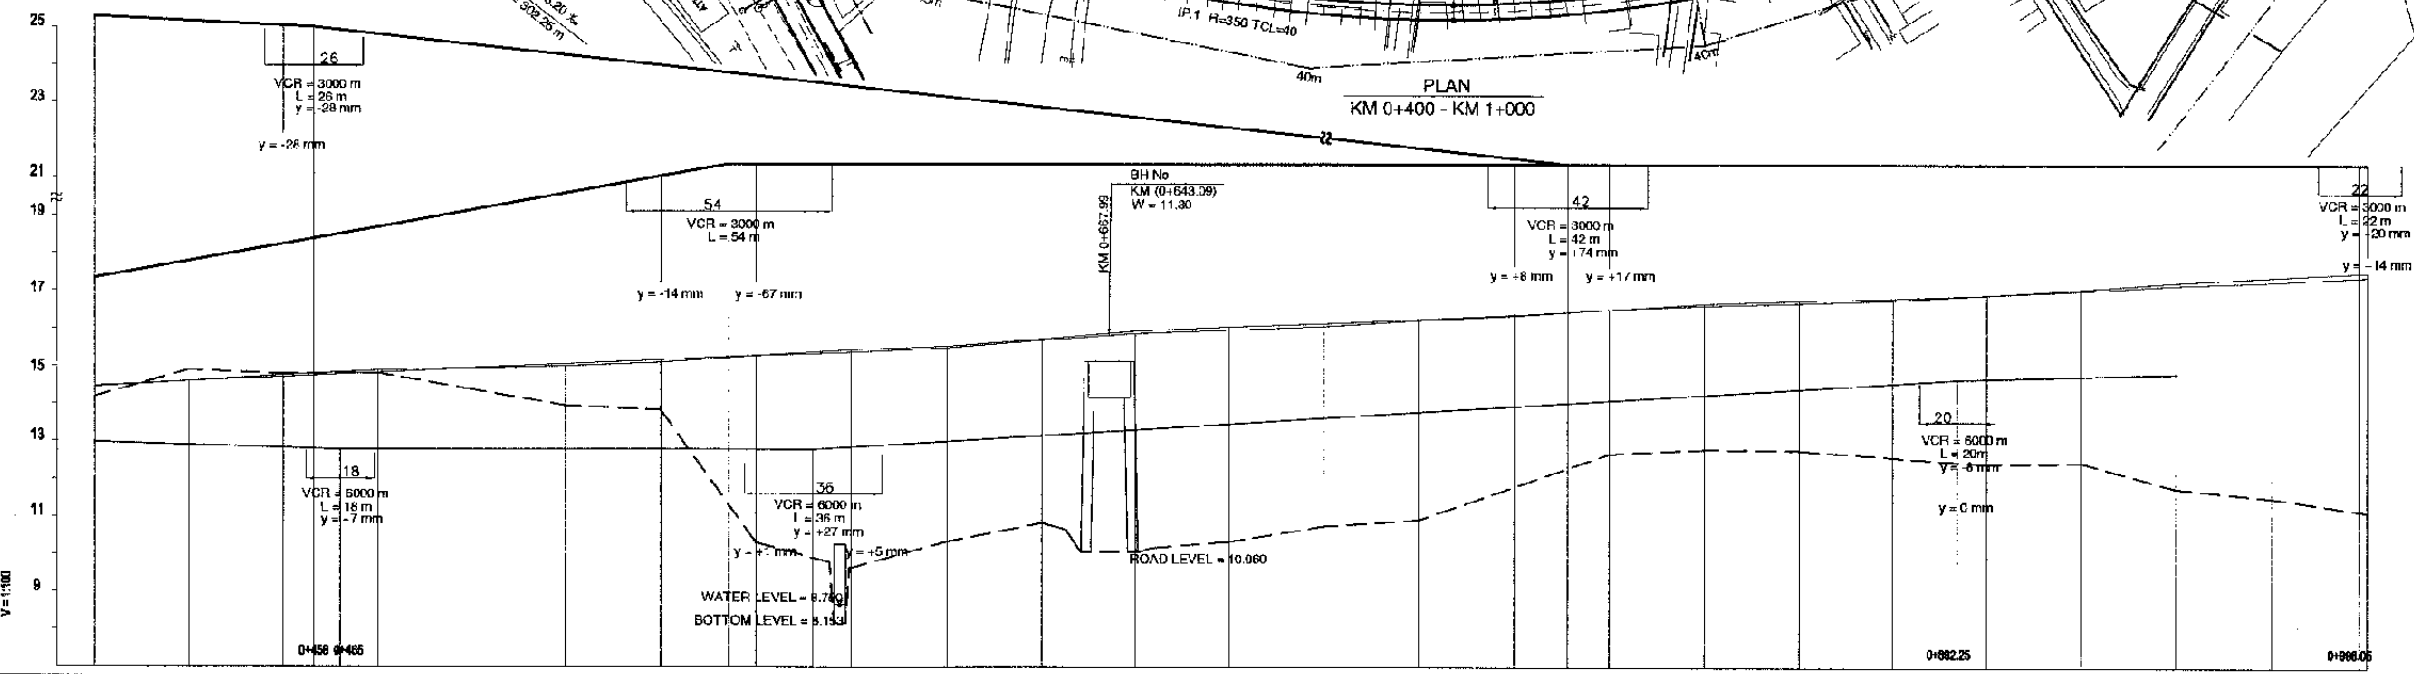 25
23
21
19
17
15
13
11
9
V = 1:100
26
VCR = 3000 m
L = 26 m
y = -28 mm
y = -28 mm
IP.1 R=350 TCL=40
40m
40m
PLAN
KM 0+400 - KM 1+000
54
VCR = 3000 m
L = 54 m
y = -14 mm
y = -67 mm
BH No
KM (0+643.09)
W = 11.30
KM 0+667.99
42
VCR = 3000 m
L = 42 m
y = +74 mm
y = +8 mm
y = +17 mm
22
VCR = 3000 m
L = 22 m
y = -20 mm
y = -14 mm
18
VCR = 6000 m
L = 18 m
y = -7 mm
36
VCR = 6000 m
L = 36 m
y = +27 mm
y = +5 mm
ROAD LEVEL = 10.060
WATER LEVEL =
BOTTOM LEVEL =
20
VCR = 6000 m
L = 20m
y = -8 mm
y = 0 mm
0+458 0+465
0+882.25